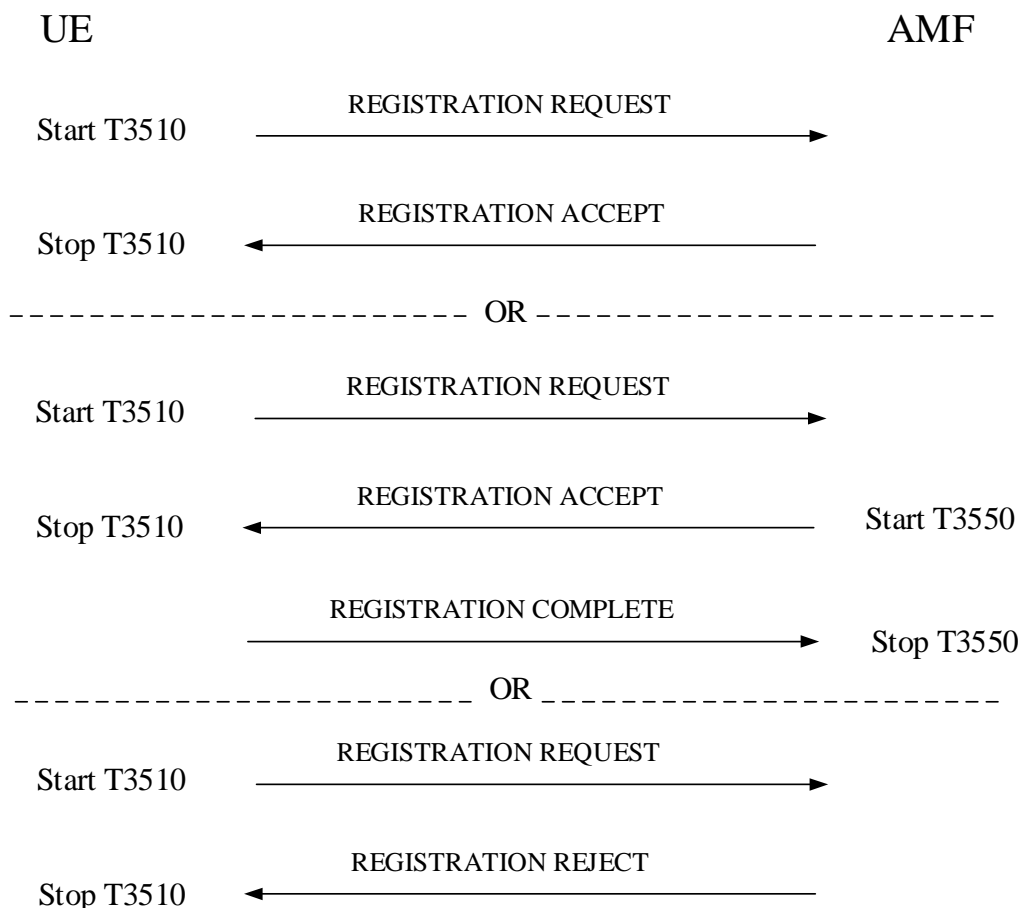 UE AMF
REGISTRATION REQUEST
Start T3510
REGISTRATION ACCEPT
Stop T3510
OR
REGISTRATION REQUEST
Start T3510
REGISTRATION ACCEPT
Stop T3510 Start T3550
REGISTRATION COMPLETE
Stop T3550
OR
REGISTRATION REQUEST
Start T3510
REGISTRATION REJECT
Stop T3510